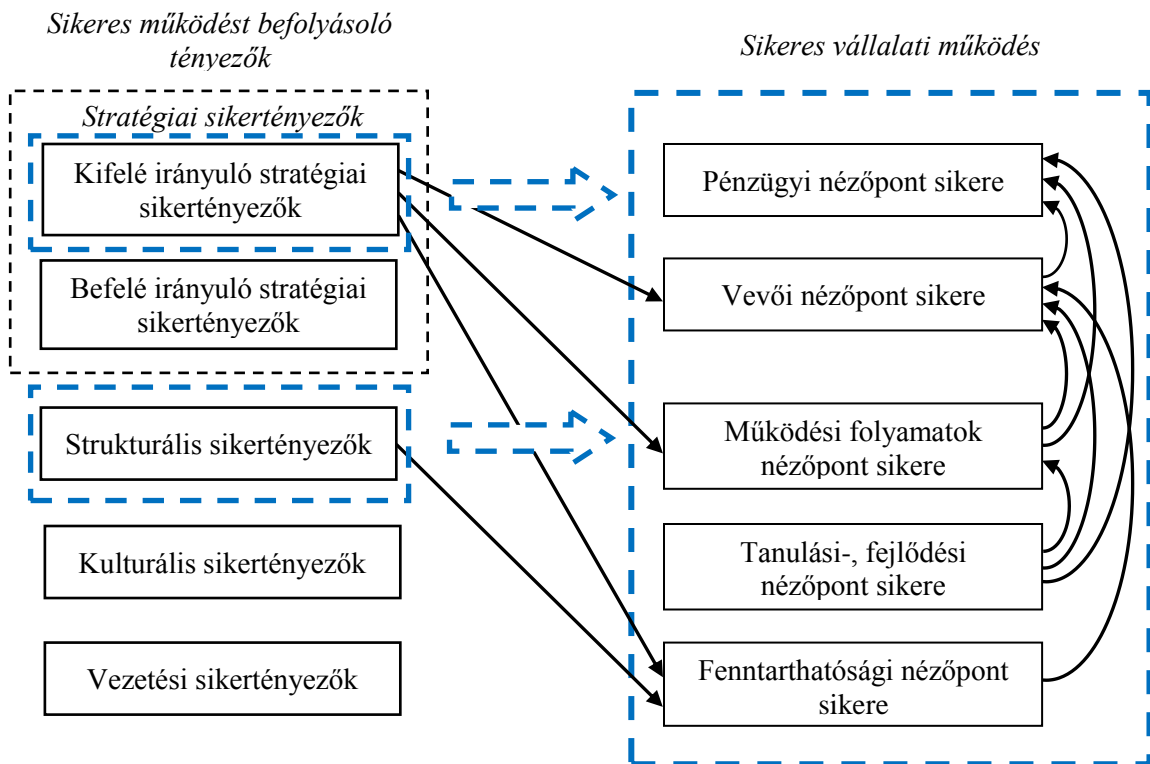 Sikeres működést befolyásoló
tényezők
Stratégiai sikertényezők
Kifelé irányuló stratégiai
sikertényezők
Befelé irányuló stratégiai
sikertényezők
Strukturális sikertényezők
Kulturális sikertényezők
Vezetési sikertényezők
Sikeres vállalati működés
Pénzügyi nézőpont sikere
Vevői nézőpont sikere
Működési folyamatok
nézőpont sikere
Tanulási-, fejlődési
nézőpont sikere
Fenntarthatósági nézőpont
sikere